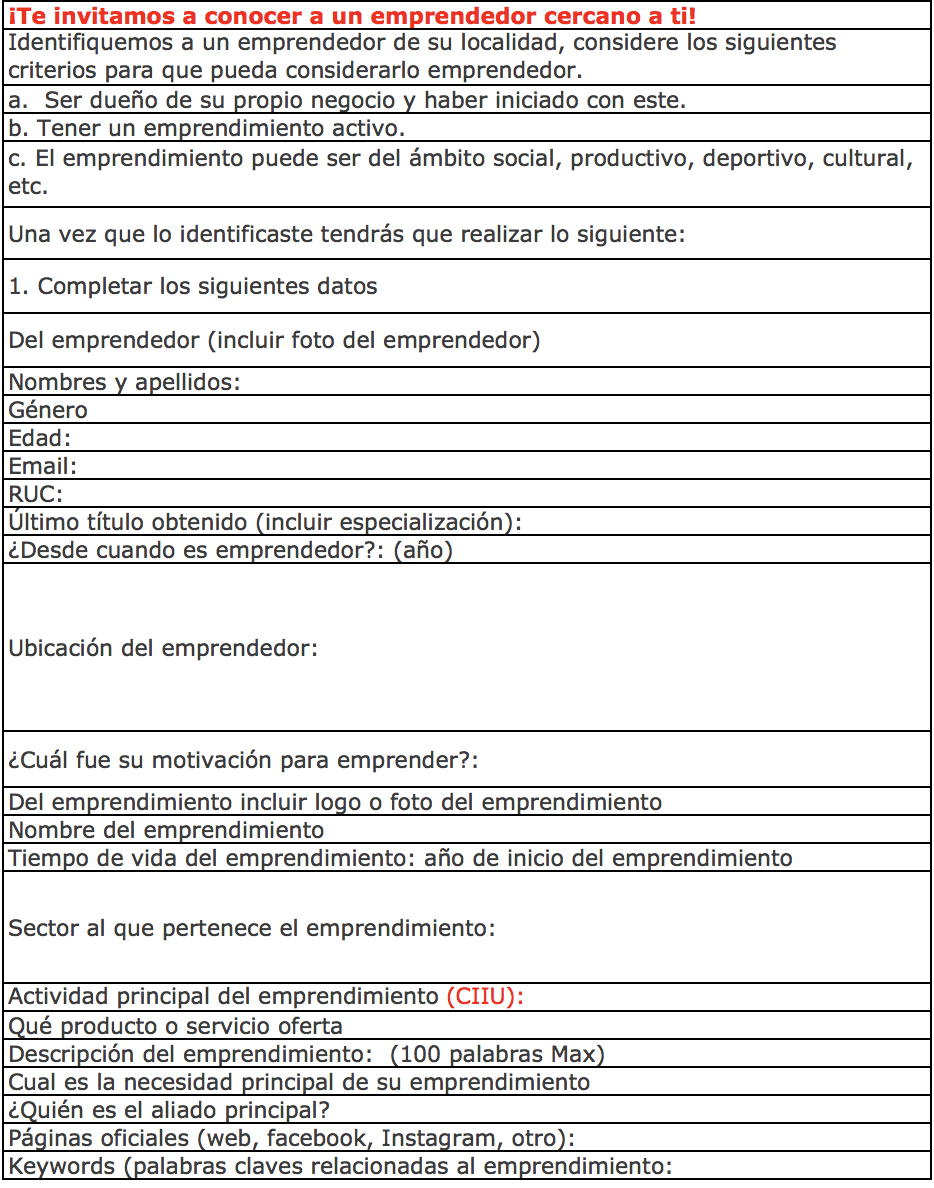 ¡Te invitamos a conocer a un emprendedor cercano a ti!
Identifiquemos a un emprendedor de su localidad, considere los siguientes
criterios para que pueda considerarlo emprendedor.
a.  Ser dueño de su propio negocio y haber iniciado con este.
b. Tener un emprendimiento activo.
c. El emprendimiento puede ser del ámbito social, productivo, deportivo, cultural,
etc.
Una vez que lo identificaste tendrás que realizar lo siguiente:
1. Completar los siguientes datos
Del emprendedor (incluir foto del emprendedor)
Nombres y apellidos:
Género
Edad:
Email:
RUC:
Último título obtenido (incluir especialización):
¿Desde cuando es emprendedor?: (año)
Ubicación del emprendedor:
¿Cuál fue su motivación para emprender?:
Del emprendimiento incluir logo o foto del emprendimiento
Nombre del emprendimiento
Tiempo de vida del emprendimiento: año de inicio del emprendimiento
Sector al que pertenece el emprendimiento:
Actividad principal del emprendimiento (CIIU):
Qué producto o servicio oferta
Descripción del emprendimiento:  (100 palabras Max)
Cual es la necesidad principal de su emprendimiento
¿Quién es el aliado principal?
Páginas oficiales (web, facebook, Instagram, otro):
Keywords (palabras claves relacionadas al emprendimiento: